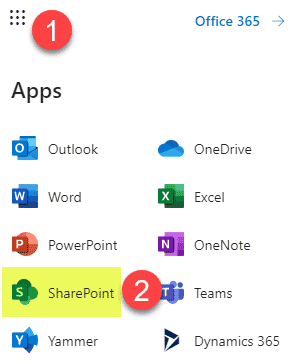 1
Office 365 →
Apps
Outlook
OneDrive
Word
Excel
PowerPoint
OneNote
SharePoint
2
Teams
Yammer
Dynamics 365